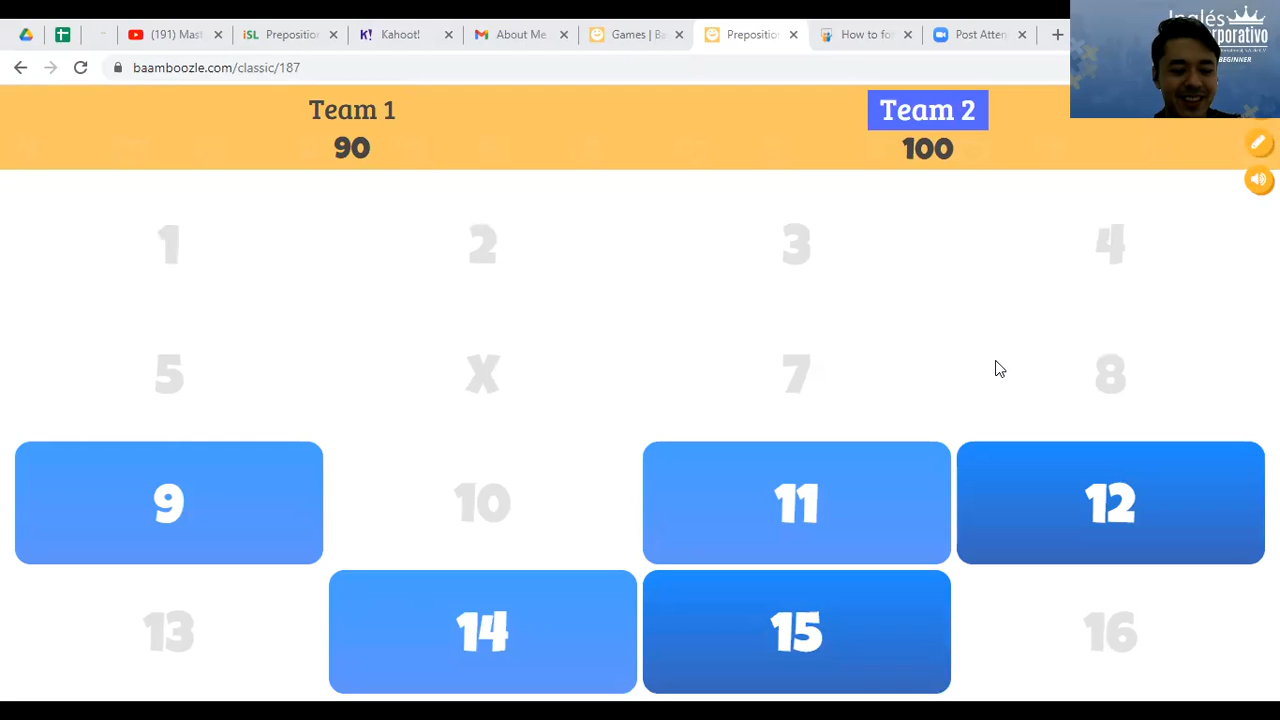 (191) Mast
iSL Preposition
K! Kahoot!
About Me
Games | Ba
Prepositio
How to fo
Post Atten
Inglés
orporativo
BEGINNER
baamboozle.com/classic/187
Team 1
Team 2
90
100
1 2 3 4
5 X 7 8
9 10 11 12
13 14 15 16